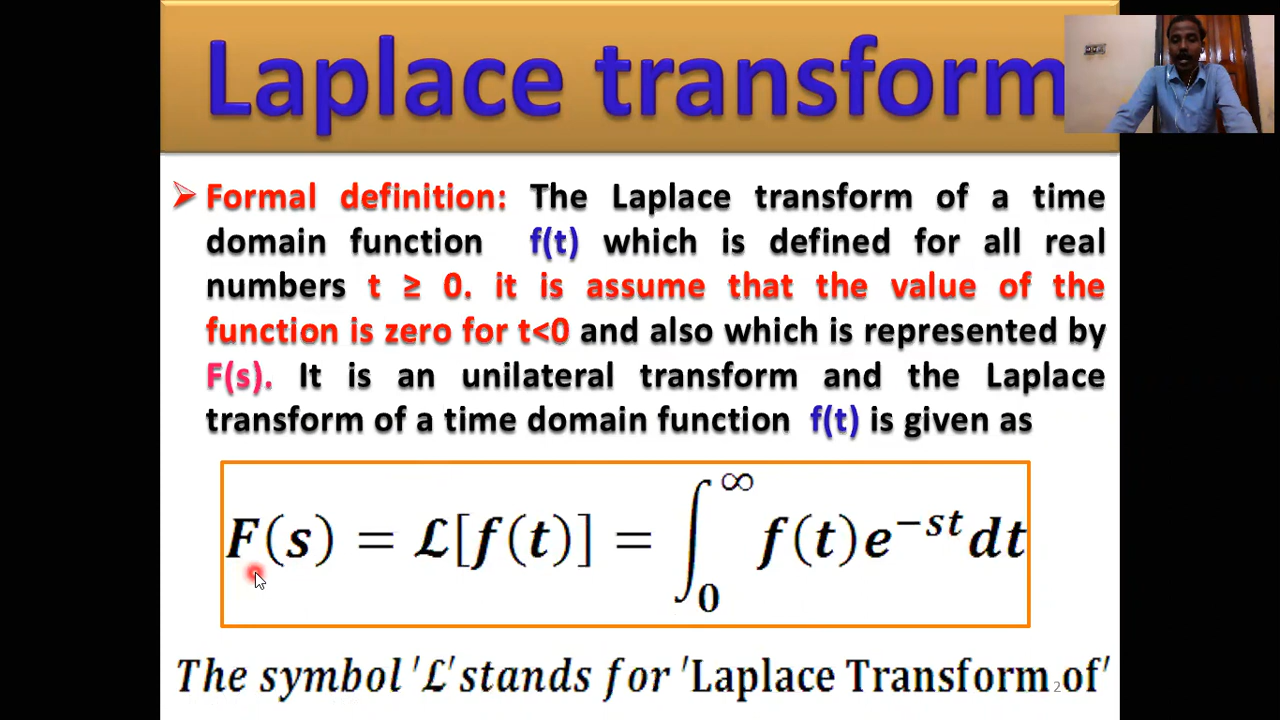 Laplace transform
Formal definition: The Laplace transform of a time
domain function f(t) which is defined for all real
numbers t ≥ 0. it is assume that the value of the
function is zero for t<0 and also which is represented by
F(s). It is an unilateral transform and the Laplace
transform of a time domain function f(t) is given as
F(s) = ℒ[f(t)] = ∫₀^∞ f(t)e^{−st}dt
The symbol 'ℒ' stands for 'Laplace Transform of'
2